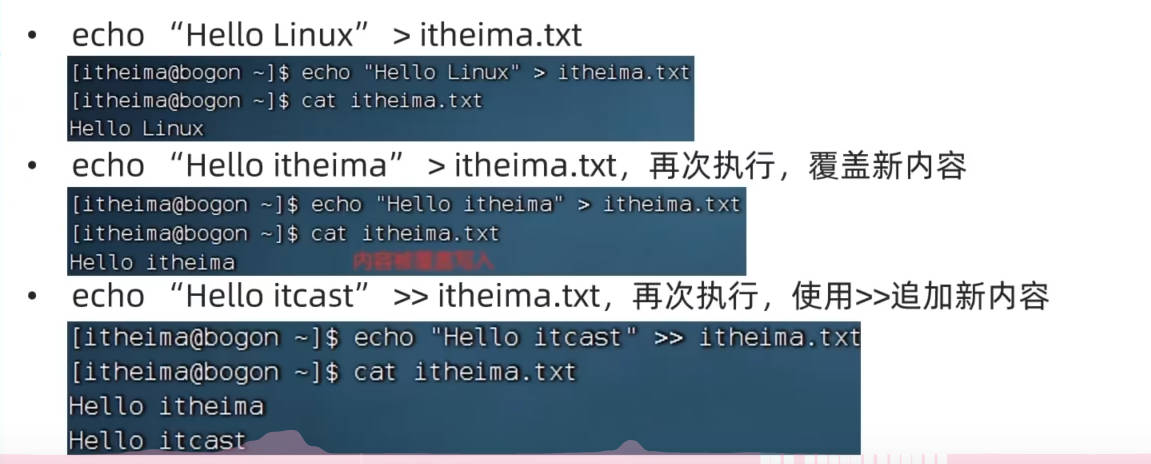 • echo “Hello Linux” > itheima.txt
[itheima@bogon ~]$ echo "Hello Linux" > itheima.txt
[itheima@bogon ~]$ cat itheima.txt
Hello Linux
• echo “Hello itheima” > itheima.txt，再次执行，覆盖新内容
[itheima@bogon ~]$ echo "Hello itheima" > itheima.txt
[itheima@bogon ~]$ cat itheima.txt
Hello itheima 内容被覆盖写入
• echo “Hello itcast” >> itheima.txt，再次执行，使用>>追加新内容
[itheima@bogon ~]$ echo "Hello itcast" >> itheima.txt
[itheima@bogon ~]$ cat itheima.txt
Hello itheima
Hello itcast